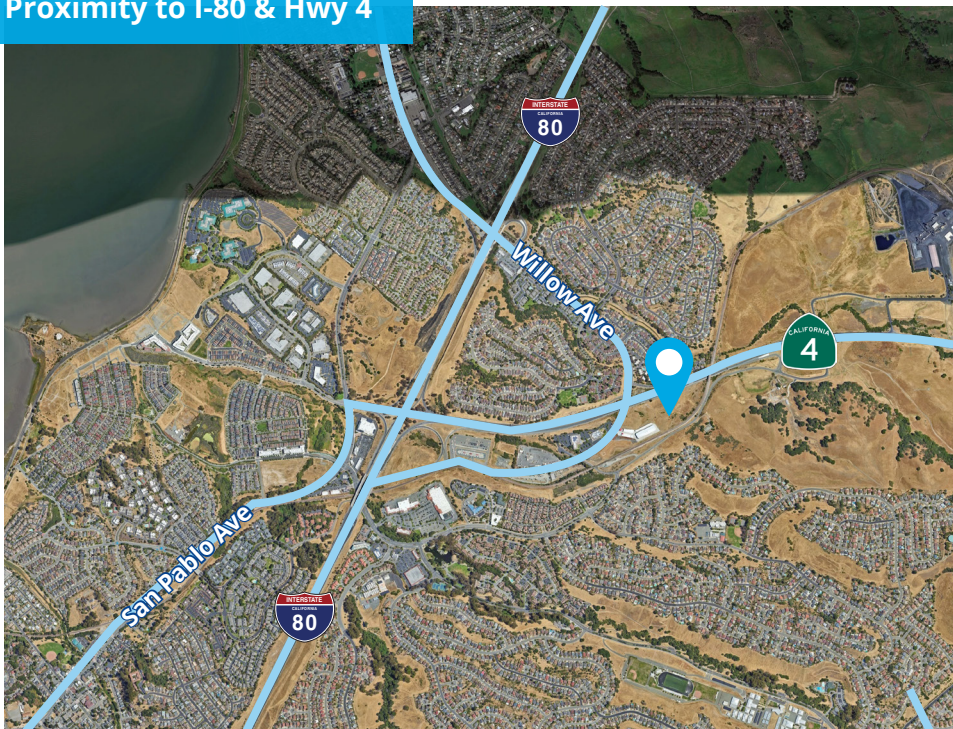 Proximity to I-80 & Hwy 4
INTERSTATE
CALIFORNIA
80
Willow Ave
CALIFORNIA
4
San Pablo Ave
INTERSTATE
CALIFORNIA
80